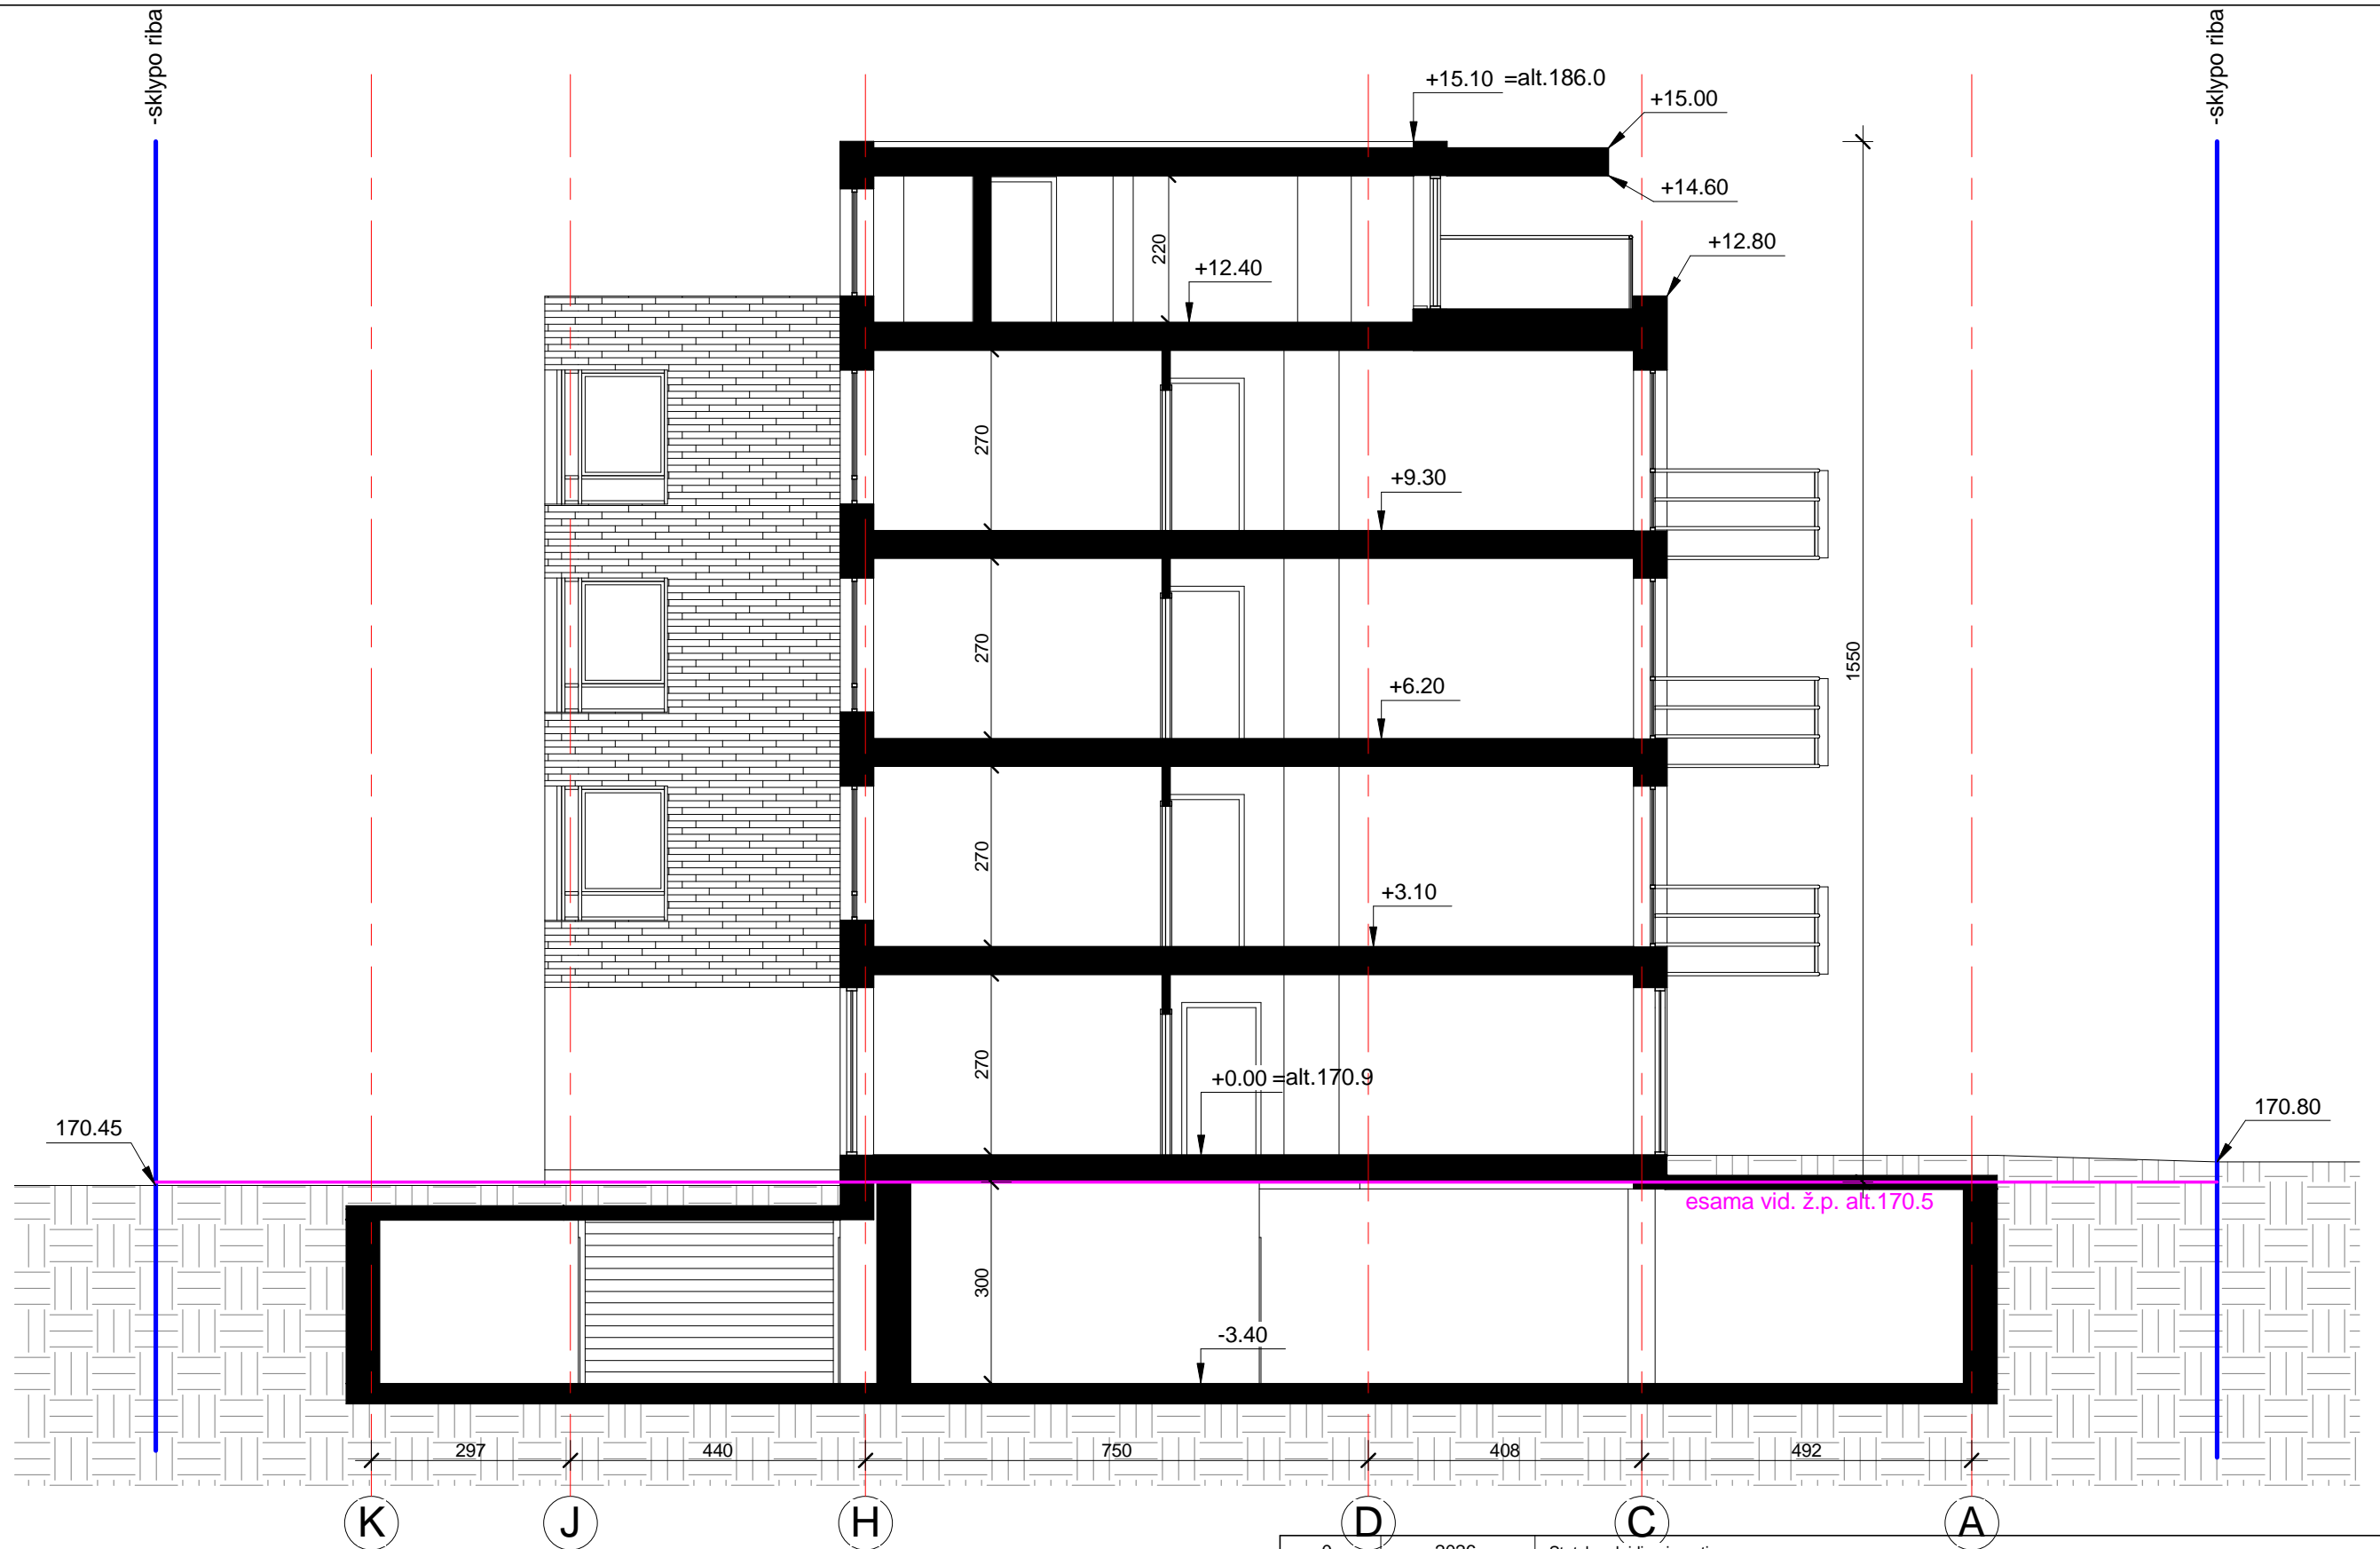 -sklypo riba
-sklypo riba
+15.10 =alt.186.0
+15.00
+14.60
+12.80
220
+12.40
270
+9.30
270
+6.20
1550
270
+3.10
270
+0.00 =alt.170.9
170.45
170.80
esama vid. ž.p. alt.170.5
300
-3.40
297
440
750
408
492
K
J
H
D
C
A